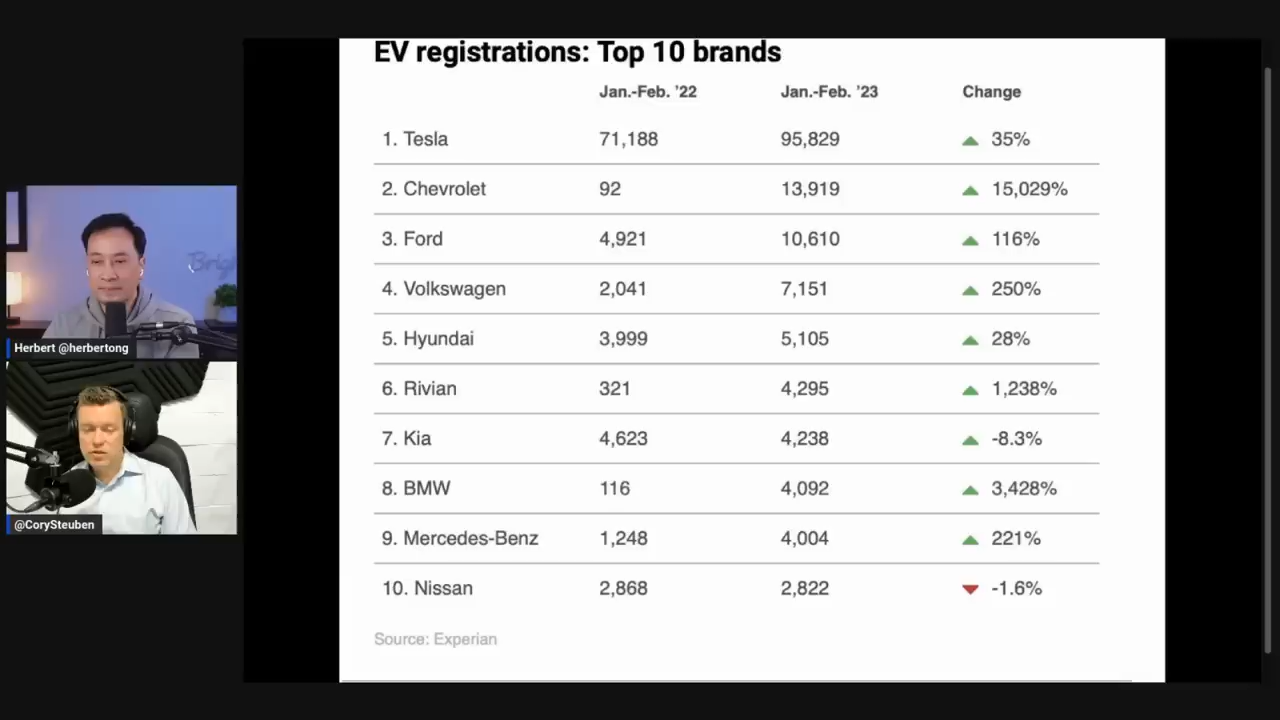 EV registrations: Top 10 brands
Jan.-Feb. ’22 Jan.-Feb. ’23 Change
1. Tesla 71,188 95,829 35%
2. Chevrolet 92 13,919 15,029%
3. Ford 4,921 10,610 116%
4. Volkswagen 2,041 7,151 250%
5. Hyundai 3,999 5,105 28%
6. Rivian 321 4,295 1,238%
7. Kia 4,623 4,238 -8.3%
8. BMW 116 4,092 3,428%
9. Mercedes-Benz 1,248 4,004 221%
10. Nissan 2,868 2,822 -1.6%
Source: Experian
Herbert @herbertong
@CorySteuben